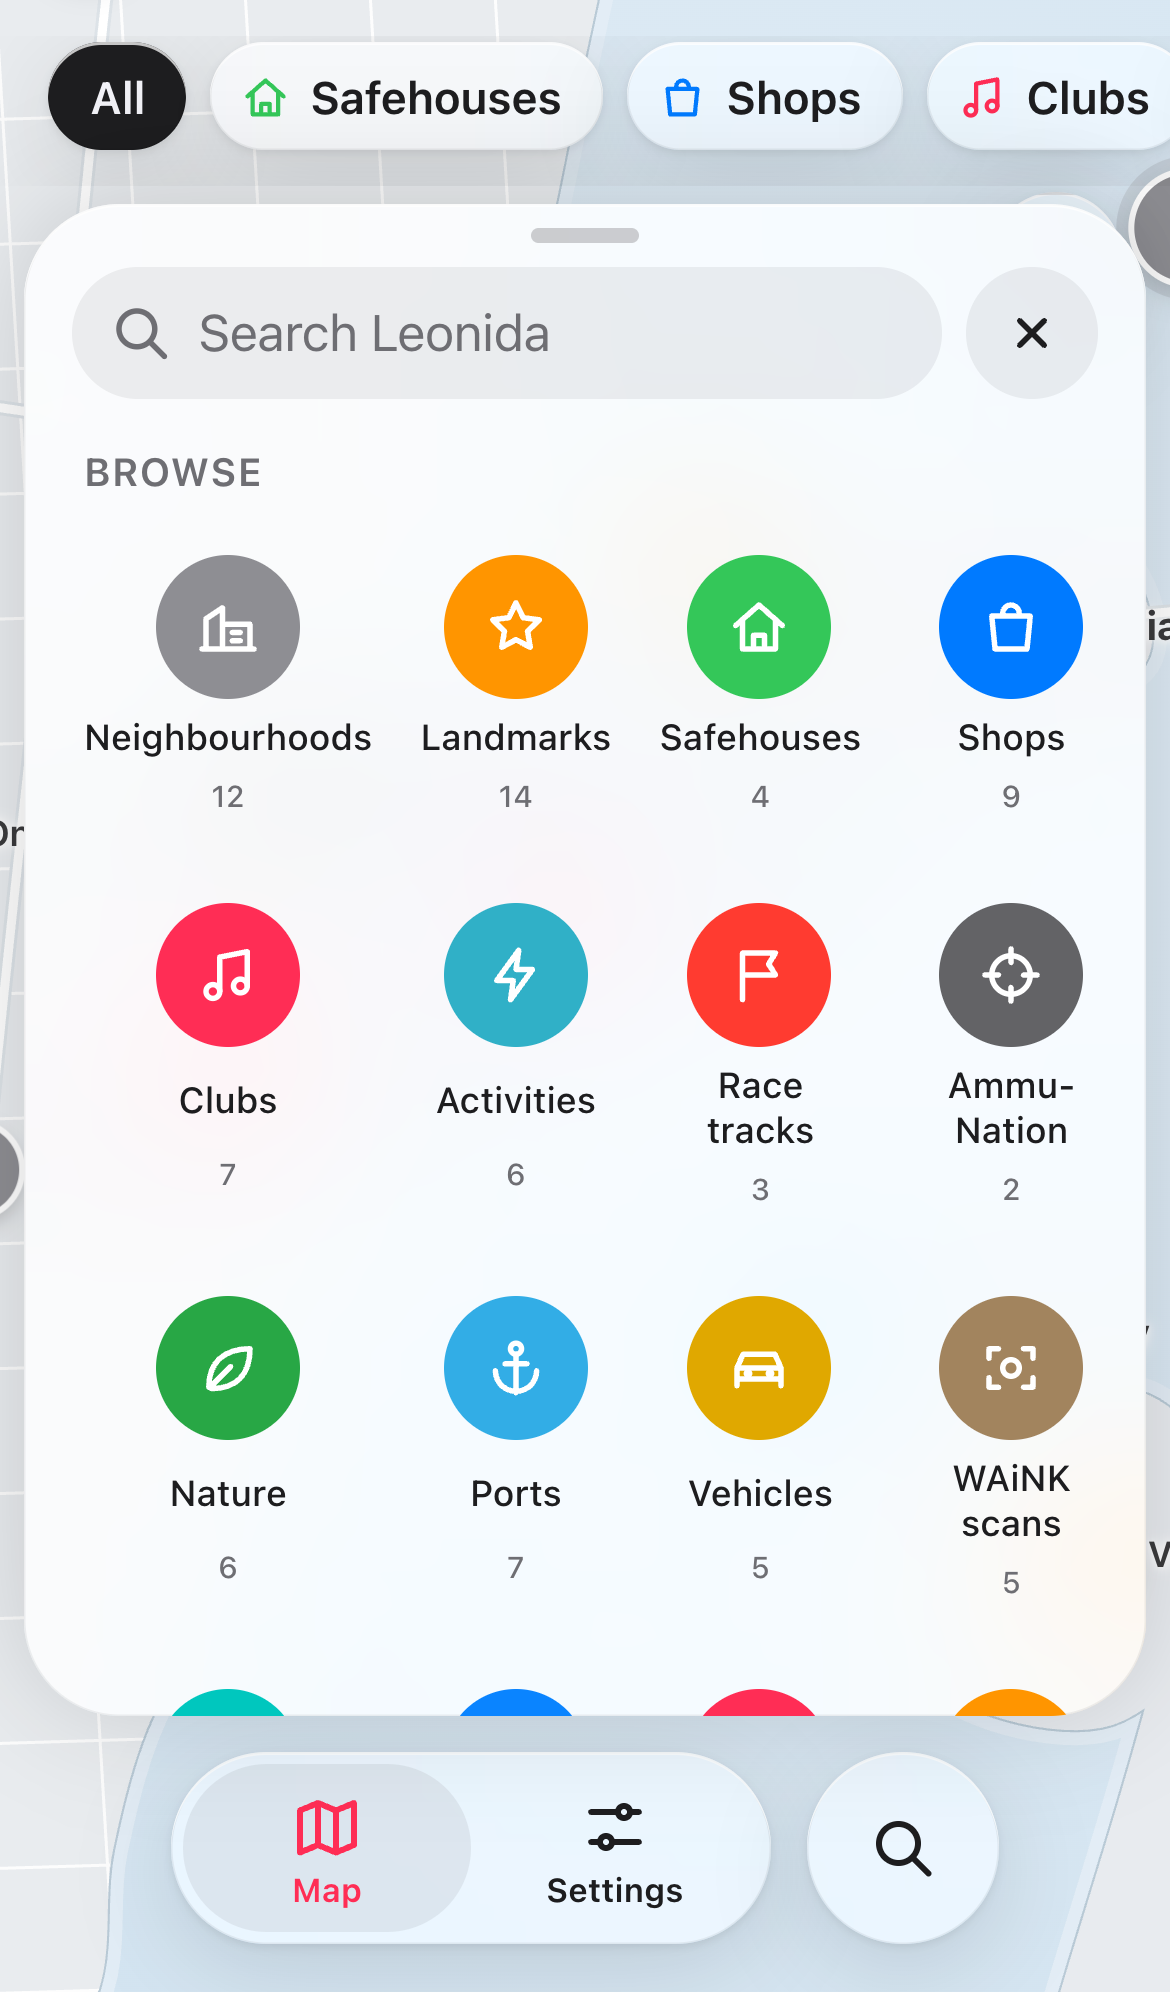 All
Safehouses
Shops
Clubs
Search Leonida
BROWSE
Neighbourhoods
12
Landmarks
14
Safehouses
4
Shops
9
Clubs
7
Activities
6
Race
tracks
3
Ammu-
Nation
2
Nature
6
Ports
7
Vehicles
5
WAiNK
scans
5
Map
Settings